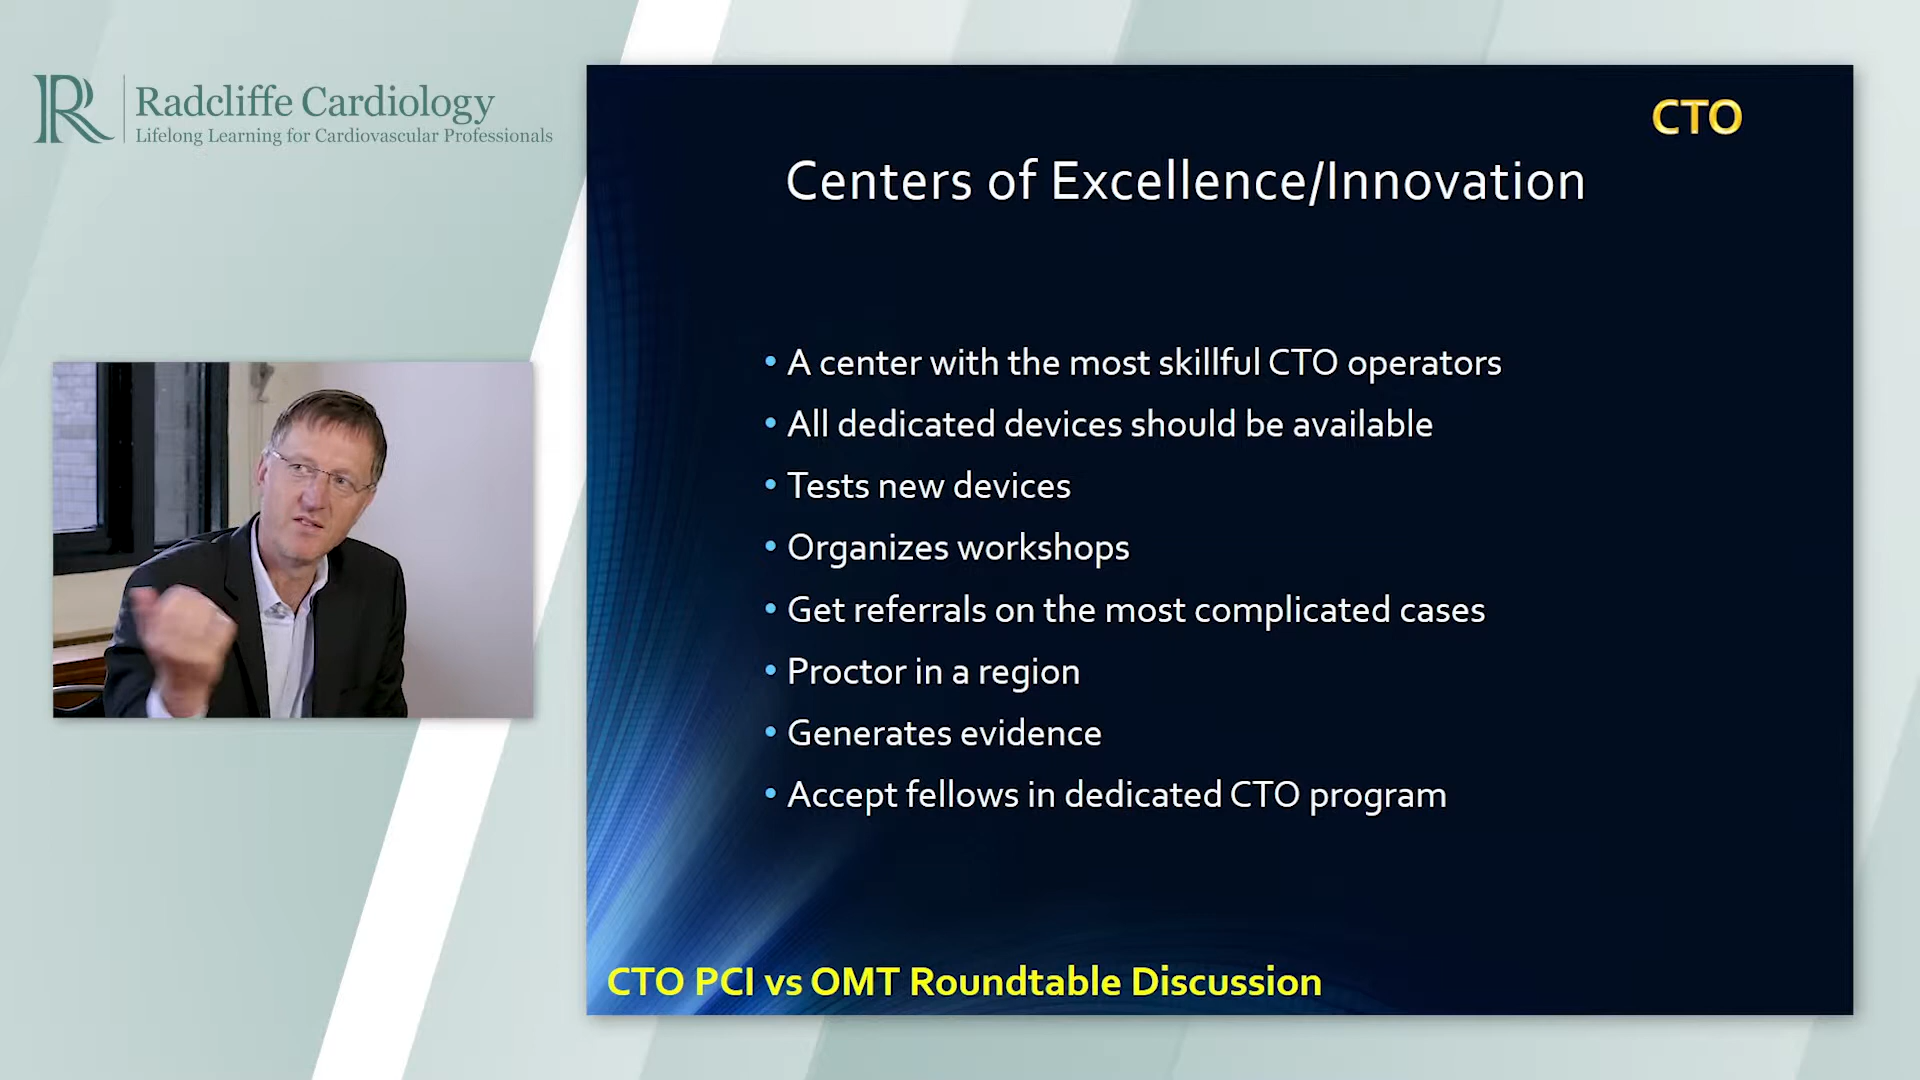 Radcliffe Cardiology
Lifelong Learning for Cardiovascular Professionals
CTO
Centers of Excellence/Innovation
• A center with the most skillful CTO operators
• All dedicated devices should be available
• Tests new devices
• Organizes workshops
• Get referrals on the most complicated cases
• Proctor in a region
• Generates evidence
• Accept fellows in dedicated CTO program
CTO PCI vs OMT Roundtable Discussion